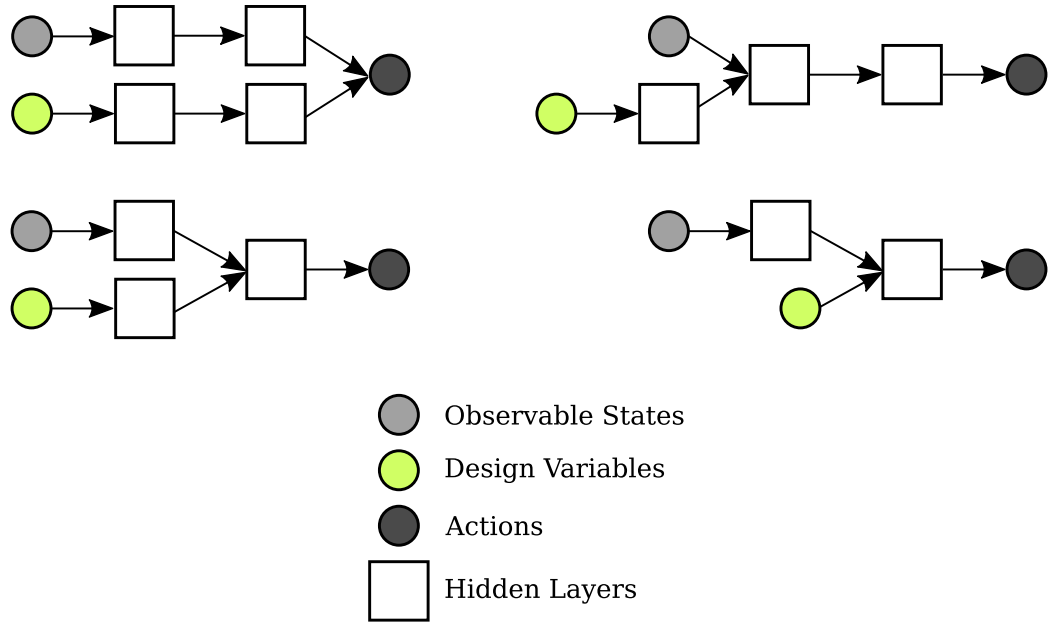 Observable States
Design Variables
Actions
Hidden Layers